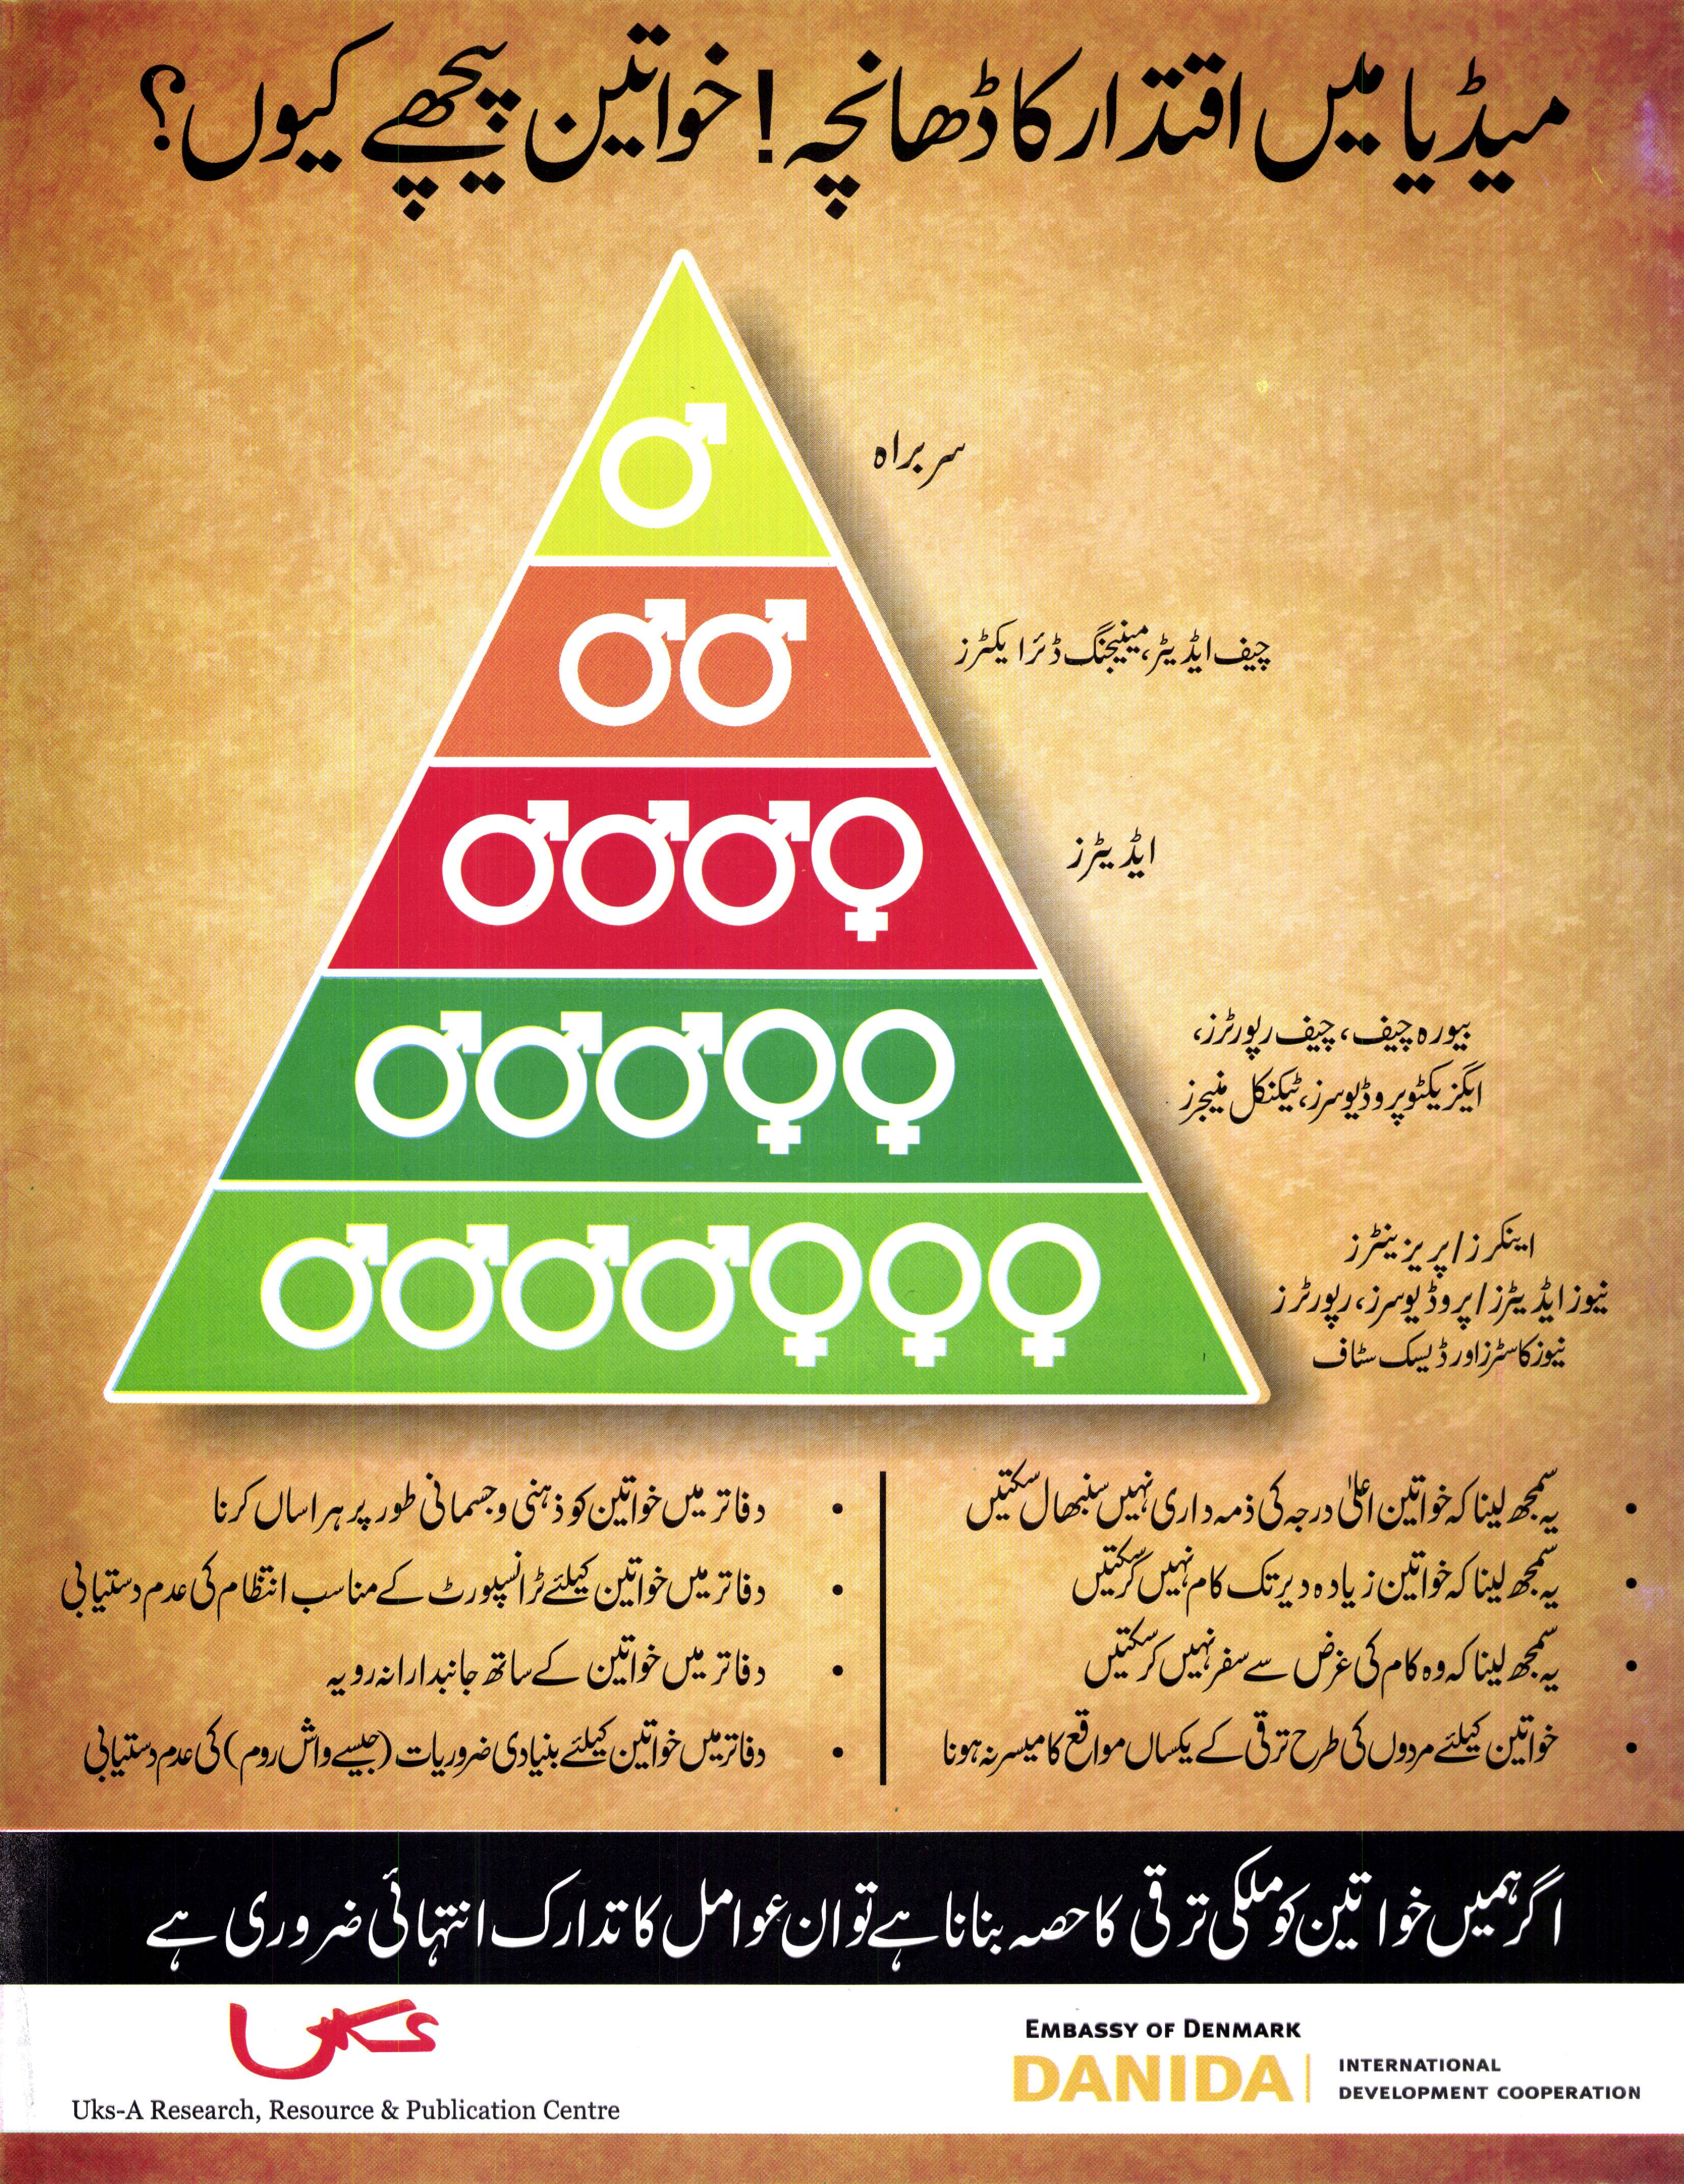 میڈیا میں اقتدار کا ڈھانچہ! خواتین پیچھے کیوں؟
سربراہ
چیف ایڈیٹر، مینیجنگ ڈائرایکٹرز
ایڈیٹرز
بیورہ چیف، چیف رپورٹرز،
ایگزیکٹو پروڈیوسرز، ٹیکنکل منیجرز
اینکرز/پریزینٹرز
نیوز ایڈیٹرز/پروڈیوسرز، رپورٹرز
نیوز کاسٹرز اور ڈیسک سٹاف
• یہ سمجھ لینا کہ خواتین اعلیٰ درجہ کی ذمہ داری نہیں سنبھال سکتیں
• یہ سمجھ لینا کہ خواتین زیادہ دیر تک کام نہیں کرسکتیں
• یہ سمجھ لینا کہ وہ کام کی غرض سے سفر نہیں کرسکتیں
• خواتین کیلئے مردوں کی طرح ترقی کے یکساں مواقع کا میسر نہ ہونا
• دفاتر میں خواتین کو ذہنی و جسمانی طور پر ہراساں کرنا
• دفاتر میں خواتین کیلئے ٹرانسپورٹ کے مناسب انتظام کی عدم دستیابی
• دفاتر میں خواتین کے ساتھ جانبدارانہ رویہ
• دفاتر میں خواتین کیلئے بنیادی ضروریات (جیسے واش روم) کی عدم دستیابی
اگر ہمیں خواتین کو ملکی ترقی کا حصہ بنانا ہے تو ان عوامل کا تدارک انتہائی ضروری ہے
Uks
Uks-A Research, Resource & Publication Centre
EMBASSY OF DENMARK
DANIDA
INTERNATIONAL
DEVELOPMENT COOPERATION